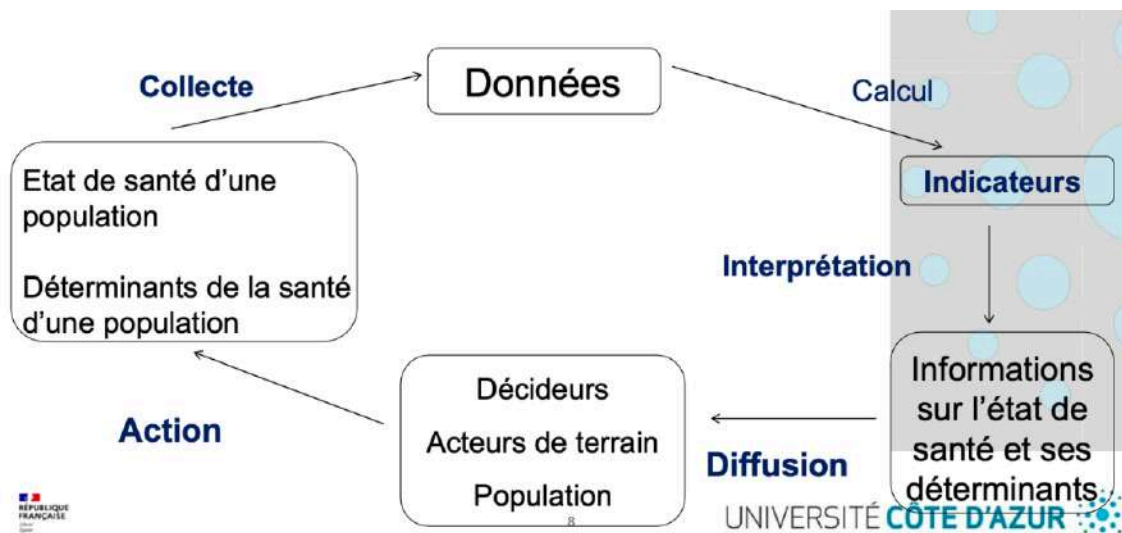 Collecte
Données
Calcul
Etat de santé d'une
population
Déterminants de la santé
d'une population
Indicateurs
Interprétation
Informations
sur l'état de
santé et ses
déterminants
Décideurs
Acteurs de terrain
Population
Action
Diffusion
RÉPUBLIQUE
FRANÇAISE
8
UNIVERSITÉ CÔTE D'AZUR